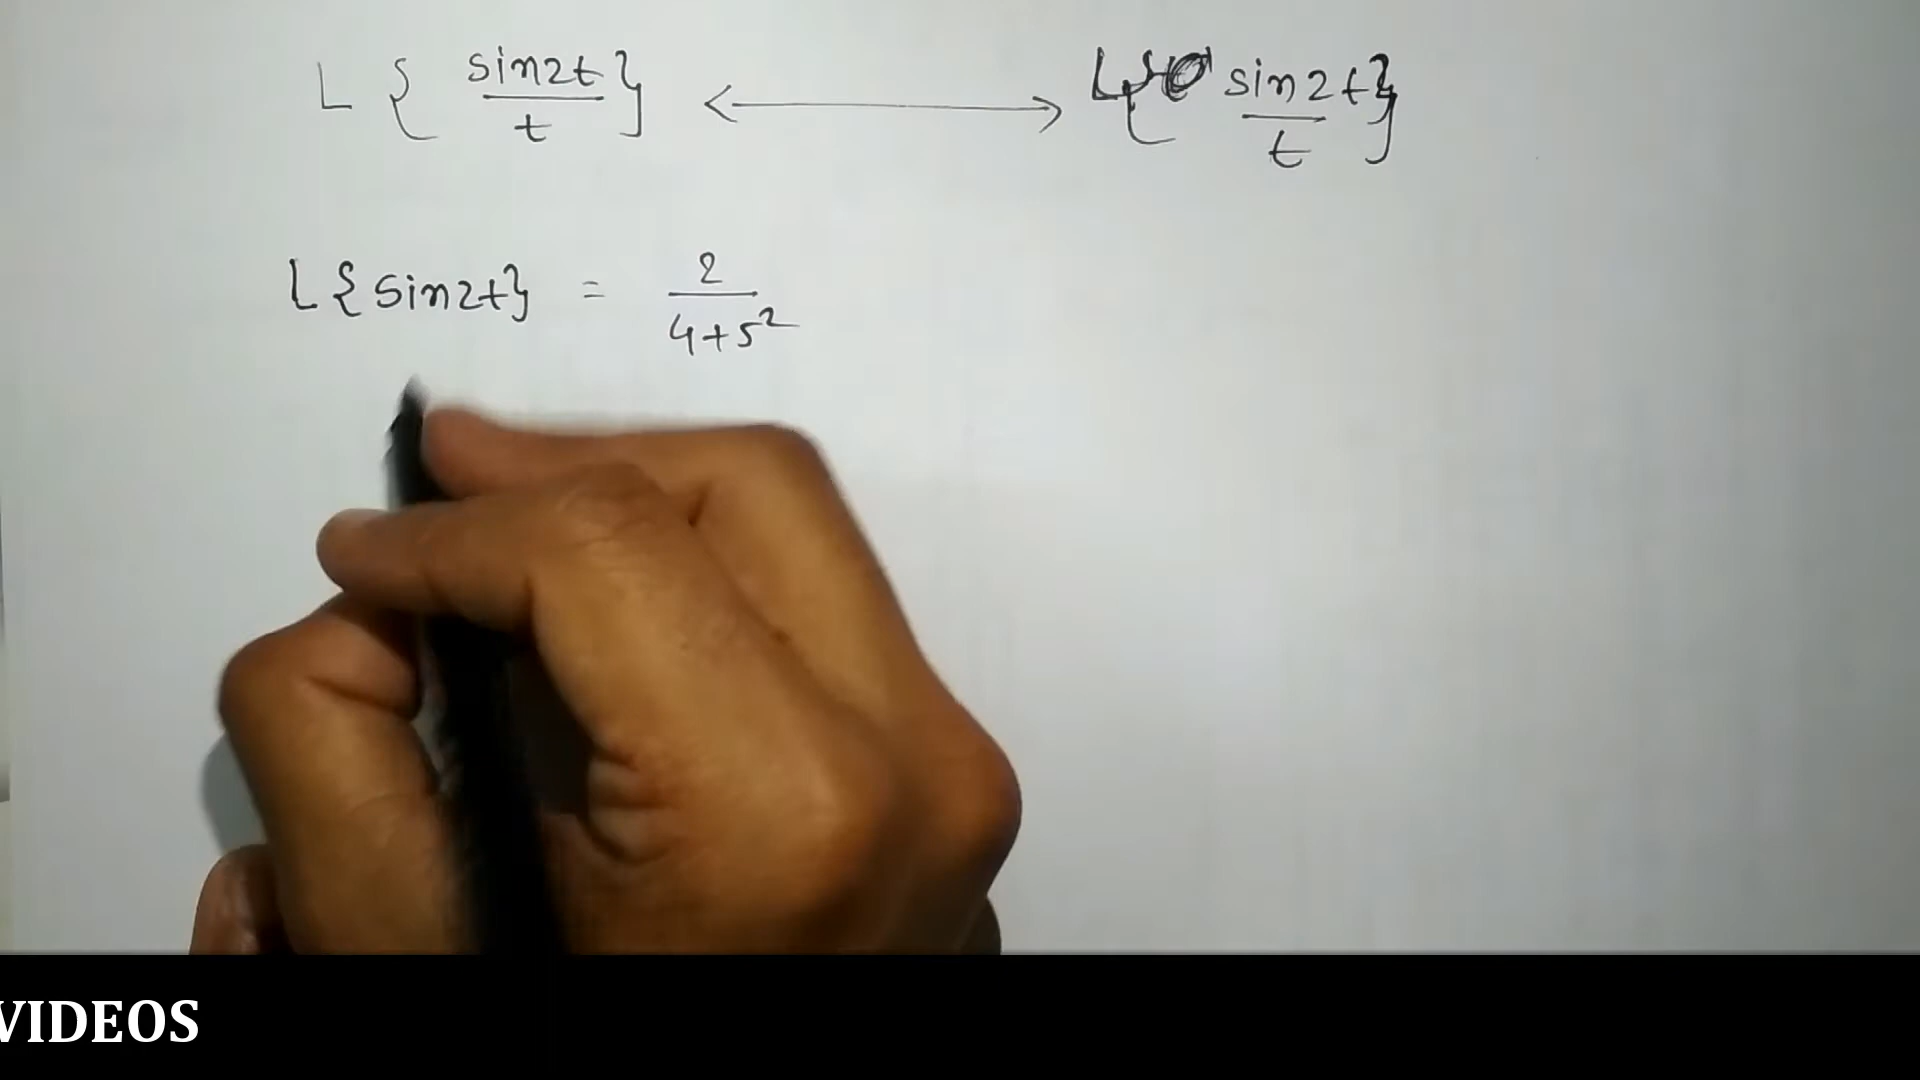 L { sin2t / t } <-----> L { sin2t / t }
L{sin2t} = 2 / 4+s²
VIDEOS